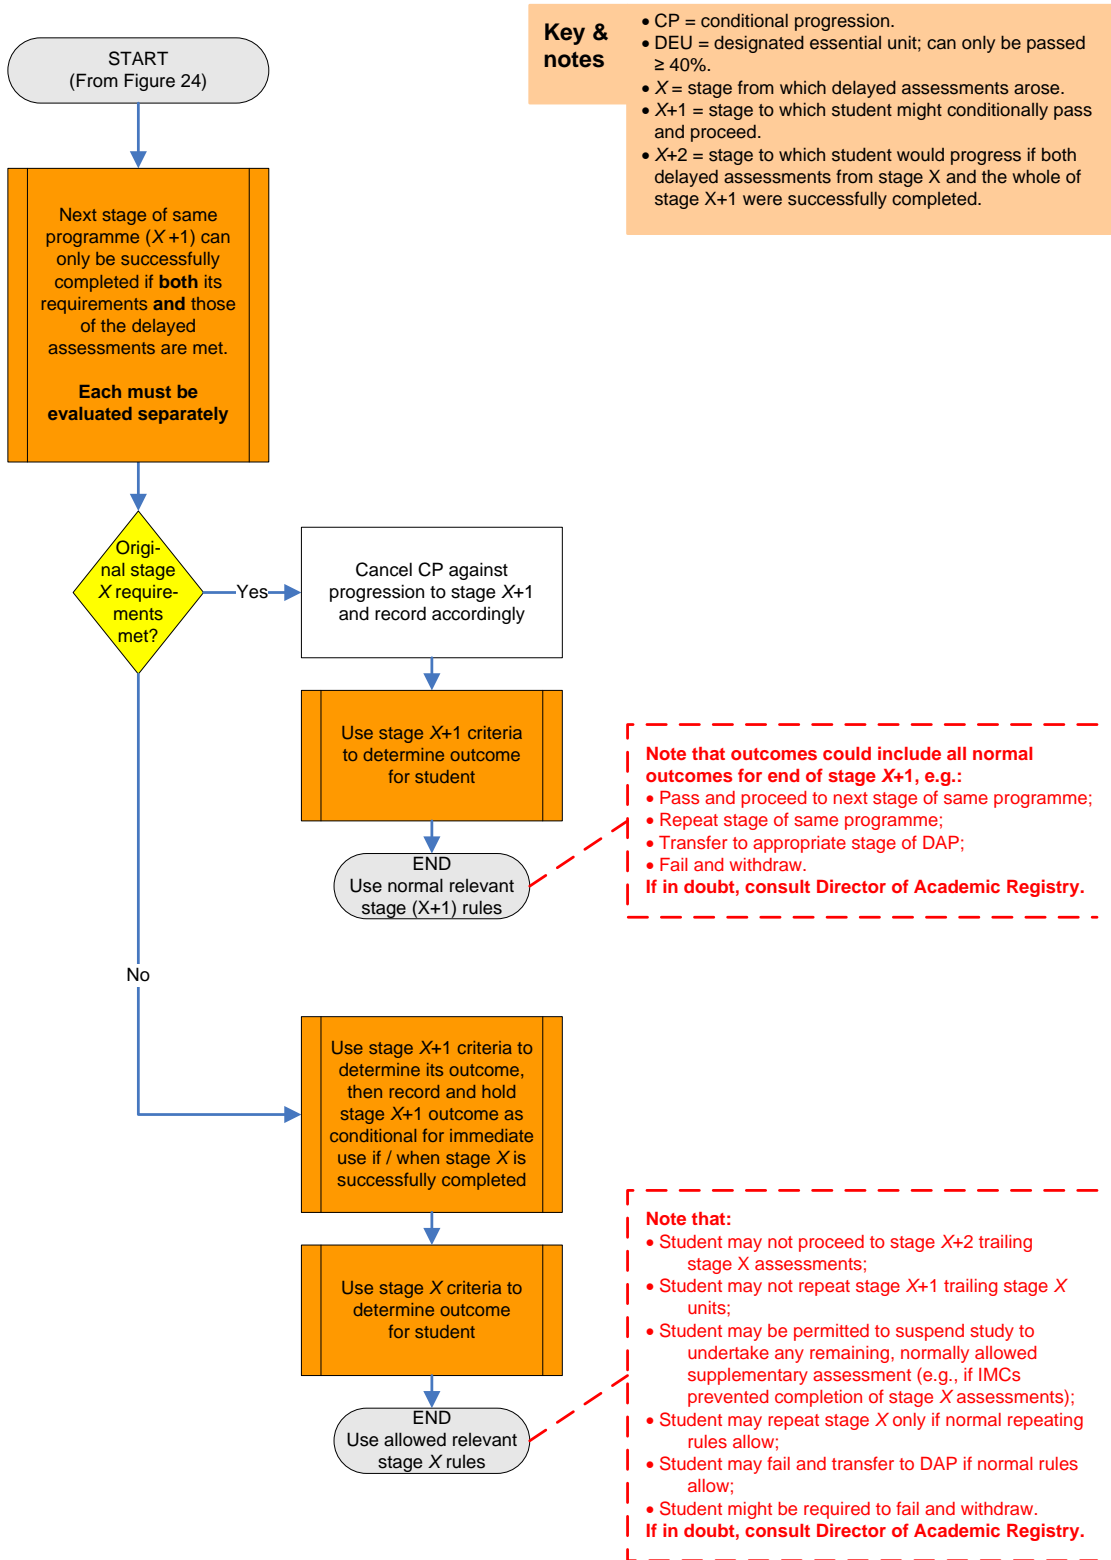 START
(From Figure 24)
Key &
notes
• CP = conditional progression.
• DEU = designated essential unit; can only be passed
≥ 40%.
• X = stage from which delayed assessments arose.
• X+1 = stage to which student might conditionally pass
and proceed.
• X+2 = stage to which student would progress if both
delayed assessments from stage X and the whole of
stage X+1 were successfully completed.
Next stage of same
programme (X +1) can
only be successfully
completed if both its
requirements and those
of the delayed
assessments are met.
Each must be
evaluated separately
Origi-
nal stage
X require-
ments
met?
Yes
Cancel CP against
progression to stage X+1
and record accordingly
Use stage X+1 criteria
to determine outcome
for student
END
Use normal relevant
stage (X+1) rules
Note that outcomes could include all normal
outcomes for end of stage X+1, e.g.:
• Pass and proceed to next stage of same programme;
• Repeat stage of same programme;
• Transfer to appropriate stage of DAP;
• Fail and withdraw.
If in doubt, consult Director of Academic Registry.
No
Use stage X+1 criteria to
determine its outcome,
then record and hold
stage X+1 outcome as
conditional for immediate
use if / when stage X is
successfully completed
Use stage X criteria to
determine outcome
for student
END
Use allowed relevant
stage X rules
Note that:
• Student may not proceed to stage X+2 trailing
stage X assessments;
• Student may not repeat stage X+1 trailing stage X
units;
• Student may be permitted to suspend study to
undertake any remaining, normally allowed
supplementary assessment (e.g., if IMCs
prevented completion of stage X assessments);
• Student may repeat stage X only if normal repeating
rules allow;
• Student may fail and transfer to DAP if normal rules
allow;
• Student might be required to fail and withdraw.
If in doubt, consult Director of Academic Registry.